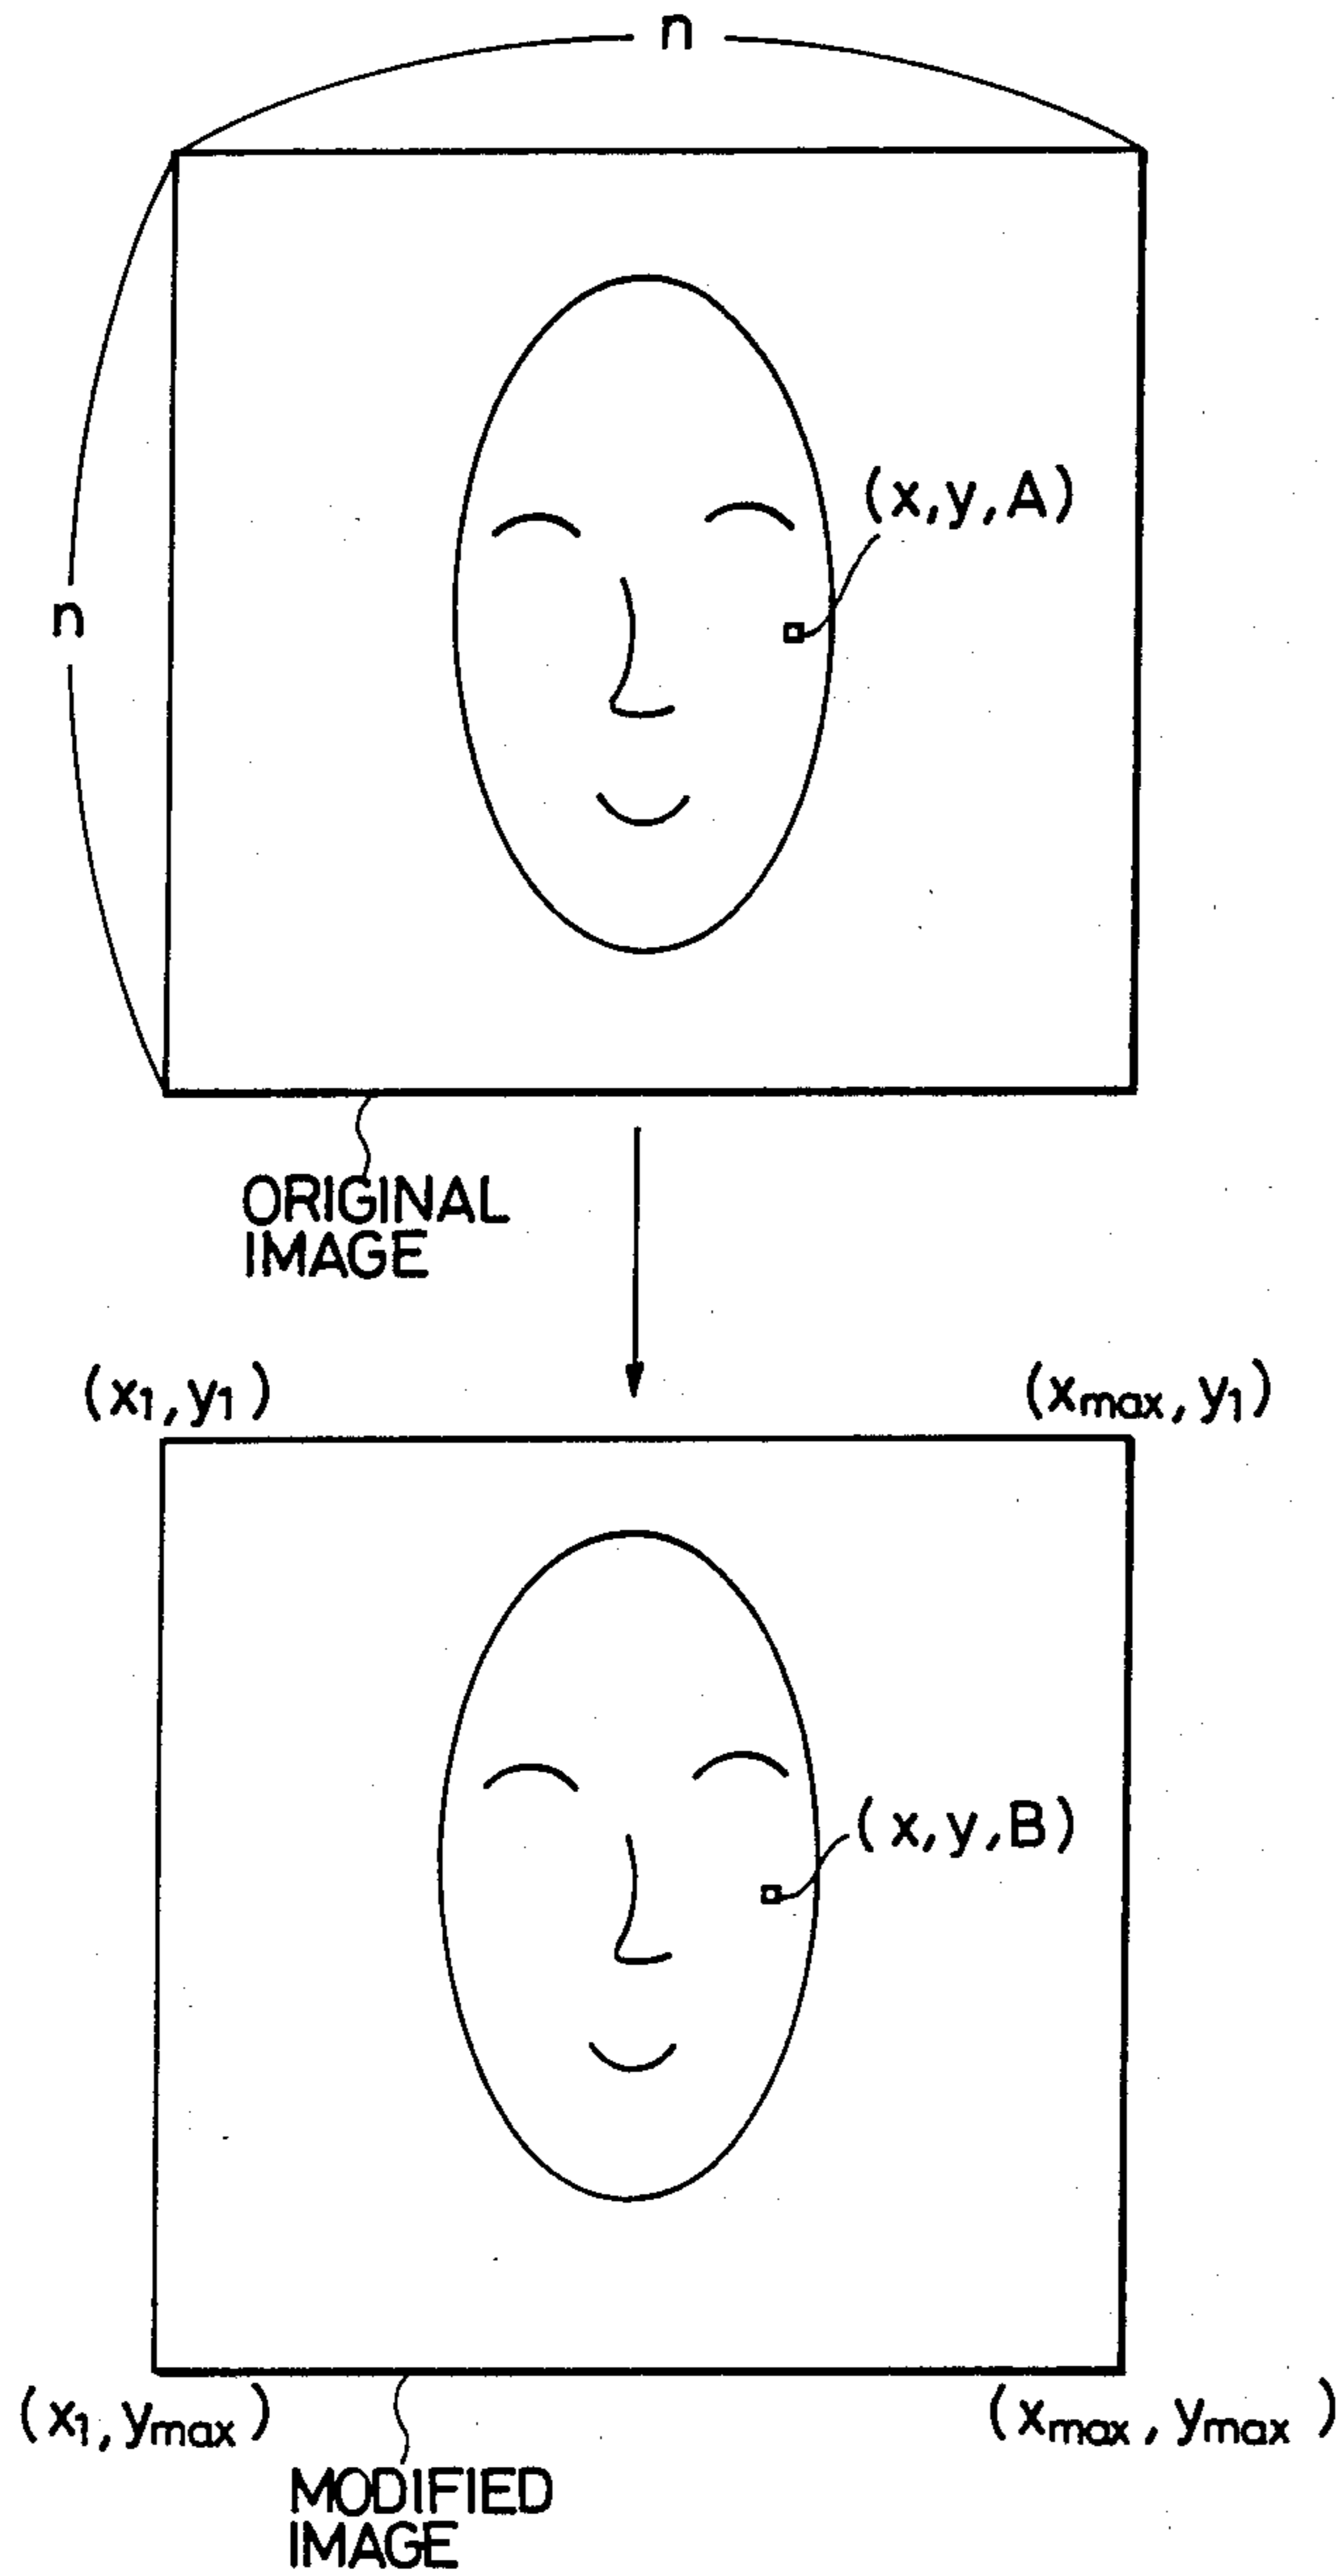 n
(x,y,A)
n
ORIGINAL
IMAGE
(x1,y1)
(xmax,y1)
(x,y,B)
(x1,ymax)
(xmax,ymax)
MODIFIED
IMAGE